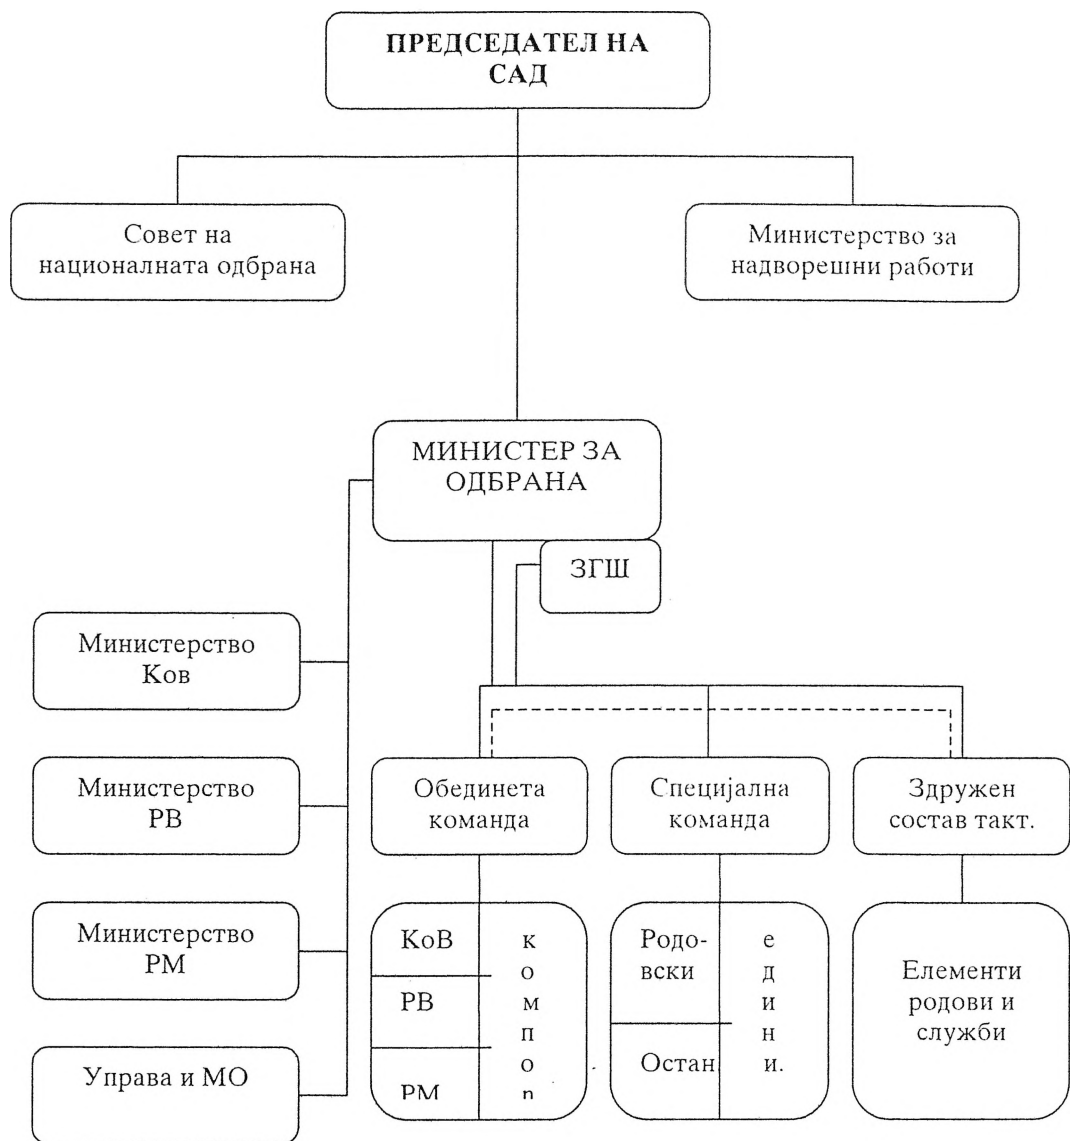 ПРЕДСЕДАТЕЛ НА
САД
Совет на
националната одбрана
Министерство за
надворешни работи
МИНИСТЕР ЗА
ОДБРАНА
ЗГШ
Министерство
Ков
Министерство
РВ
Министерство
РМ
Управа и МО
Обединета
команда
Специјална
команда
Здружен
состав такт.
КоВ
РВ
РМ
к
о
м
п
о
Родо-
вски
Остан
е
д
и
н
и.
Елементи
родови и
служби